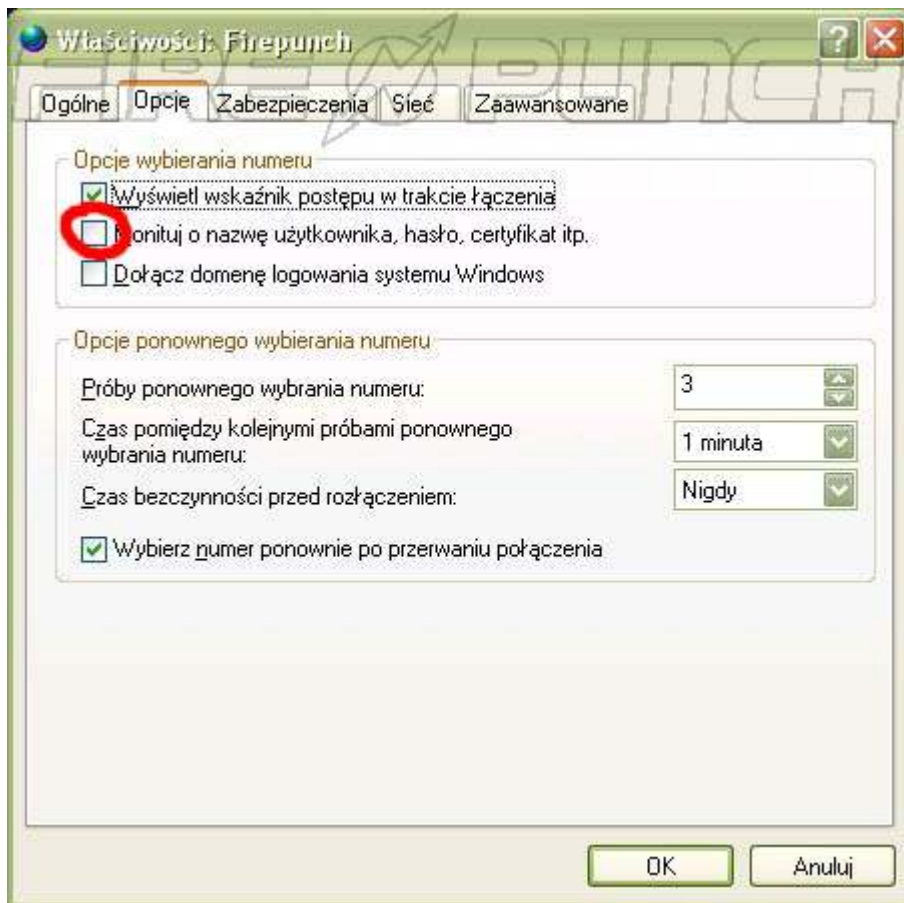 Właściwości: Firepunch
FIRE PUNCH
Ogólne Opcje Zabezpieczenia Sieć Zaawansowane
Opcje wybierania numeru
Wyświetl wskaźnik postępu w trakcie łączenia
Monituj o nazwę użytkownika, hasło, certyfikat itp.
Dołącz domenę logowania systemu Windows
Opcje ponownego wybierania numeru
Próby ponownego wybrania numeru: 3
Czas pomiędzy kolejnymi próbami ponownego
wybrania numeru: 1 minuta
Czas bezczynności przed rozłączeniem: Nigdy
Wybierz numer ponownie po przerwaniu połączenia
OK Anuluj